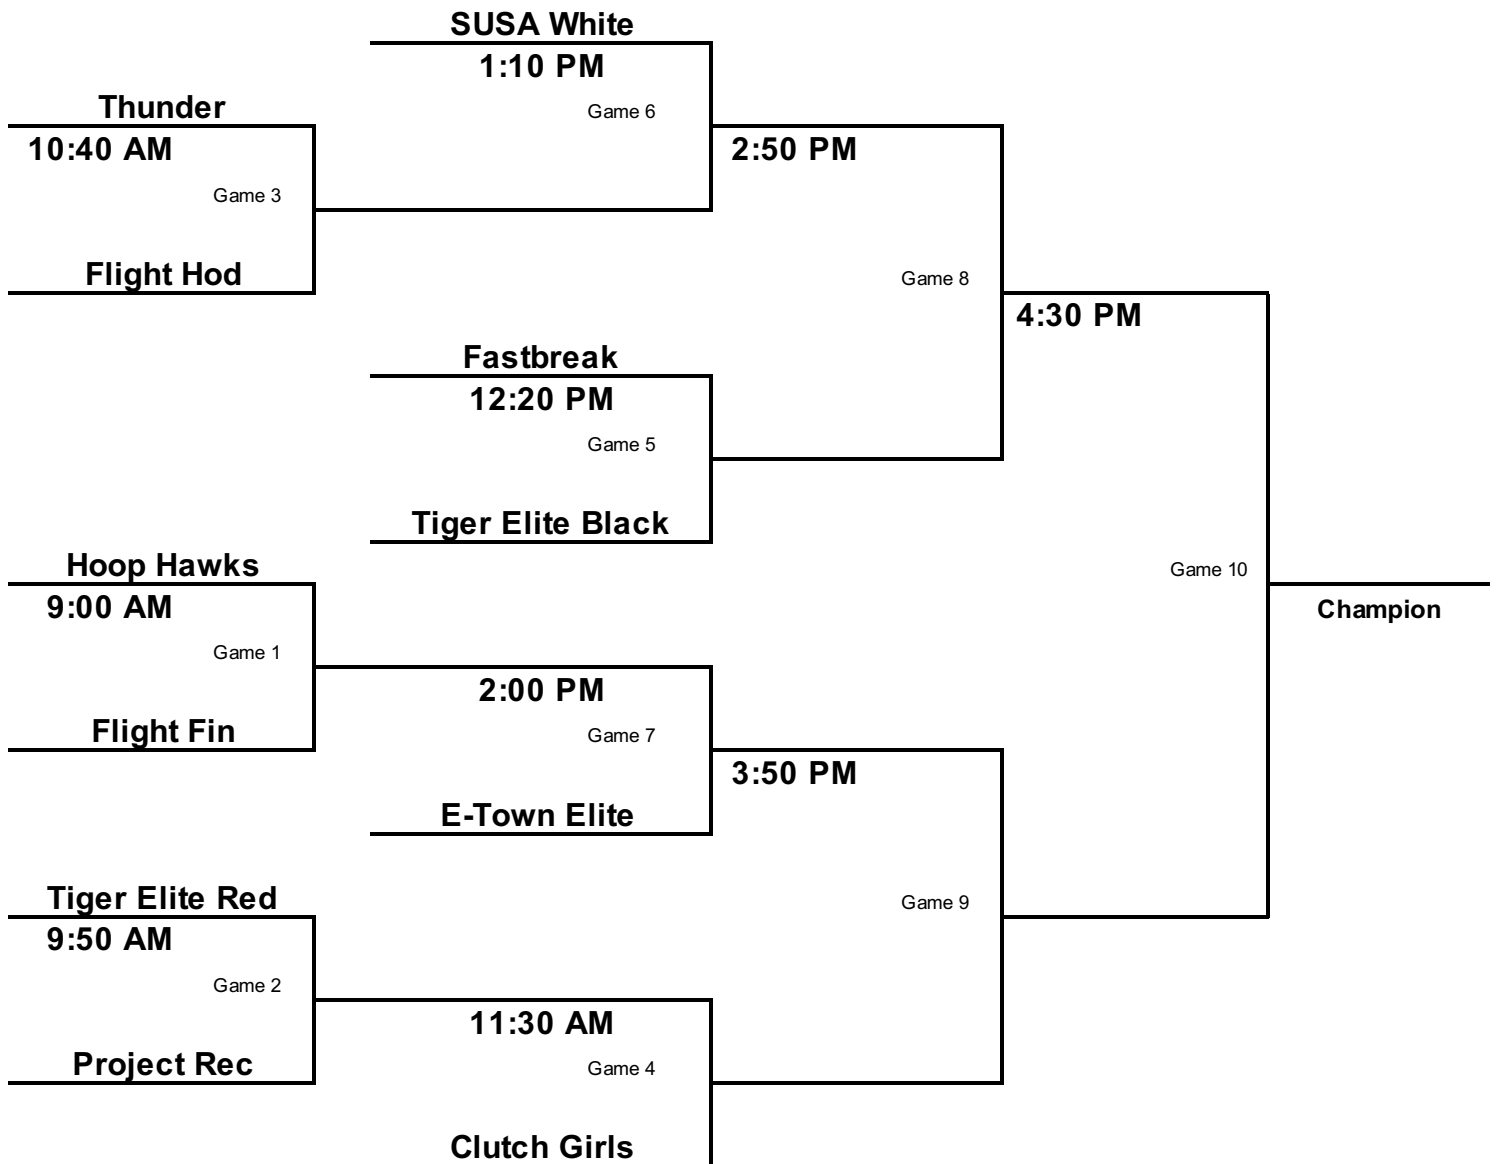 SUSA White
1:10 PM
Game 6
Thunder
10:40 AM
2:50 PM
Game 3
Flight Hod
Game 8
4:30 PM
Fastbreak
12:20 PM
Game 5
Tiger Elite Black
Hoop Hawks
Game 10
9:00 AM
Champion
Game 1
2:00 PM
Flight Fin
Game 7
3:50 PM
E-Town Elite
Tiger Elite Red
Game 9
9:50 AM
Game 2
11:30 AM
Project Rec
Game 4
Clutch Girls